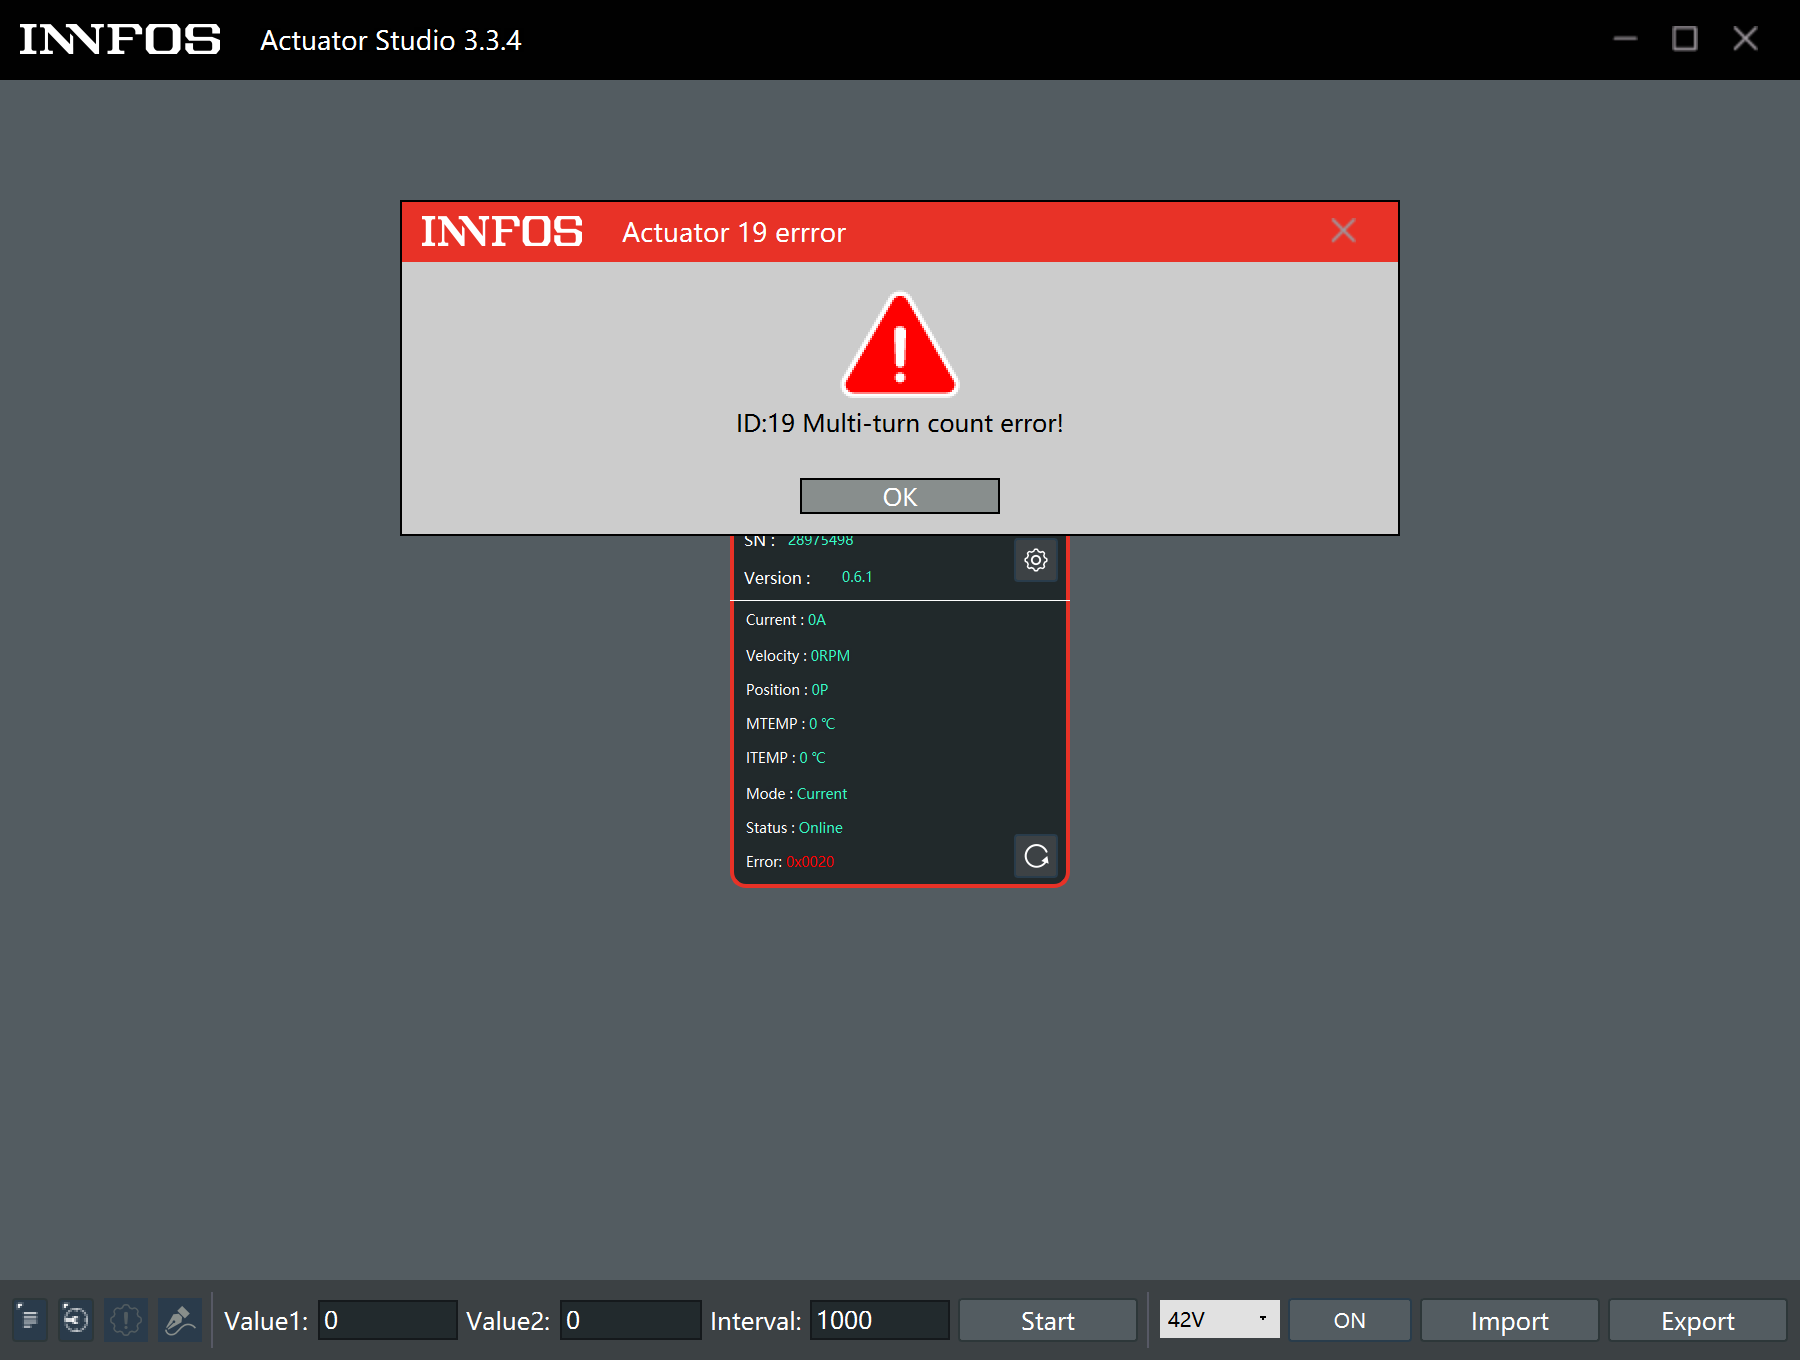 INNFOS Actuator Studio 3.3.4
INNFOS Actuator 19 errror
ID:19 Multi-turn count error!
OK
SN : 28975498
Version : 0.6.1
Current : 0A
Velocity : 0RPM
Position : 0P
MTEMP : 0 ℃
ITEMP : 0 ℃
Mode : Current
Status : Online
Error: 0x0020
Value1: 0 Value2: 0 Interval: 1000 Start 42V ON Import Export